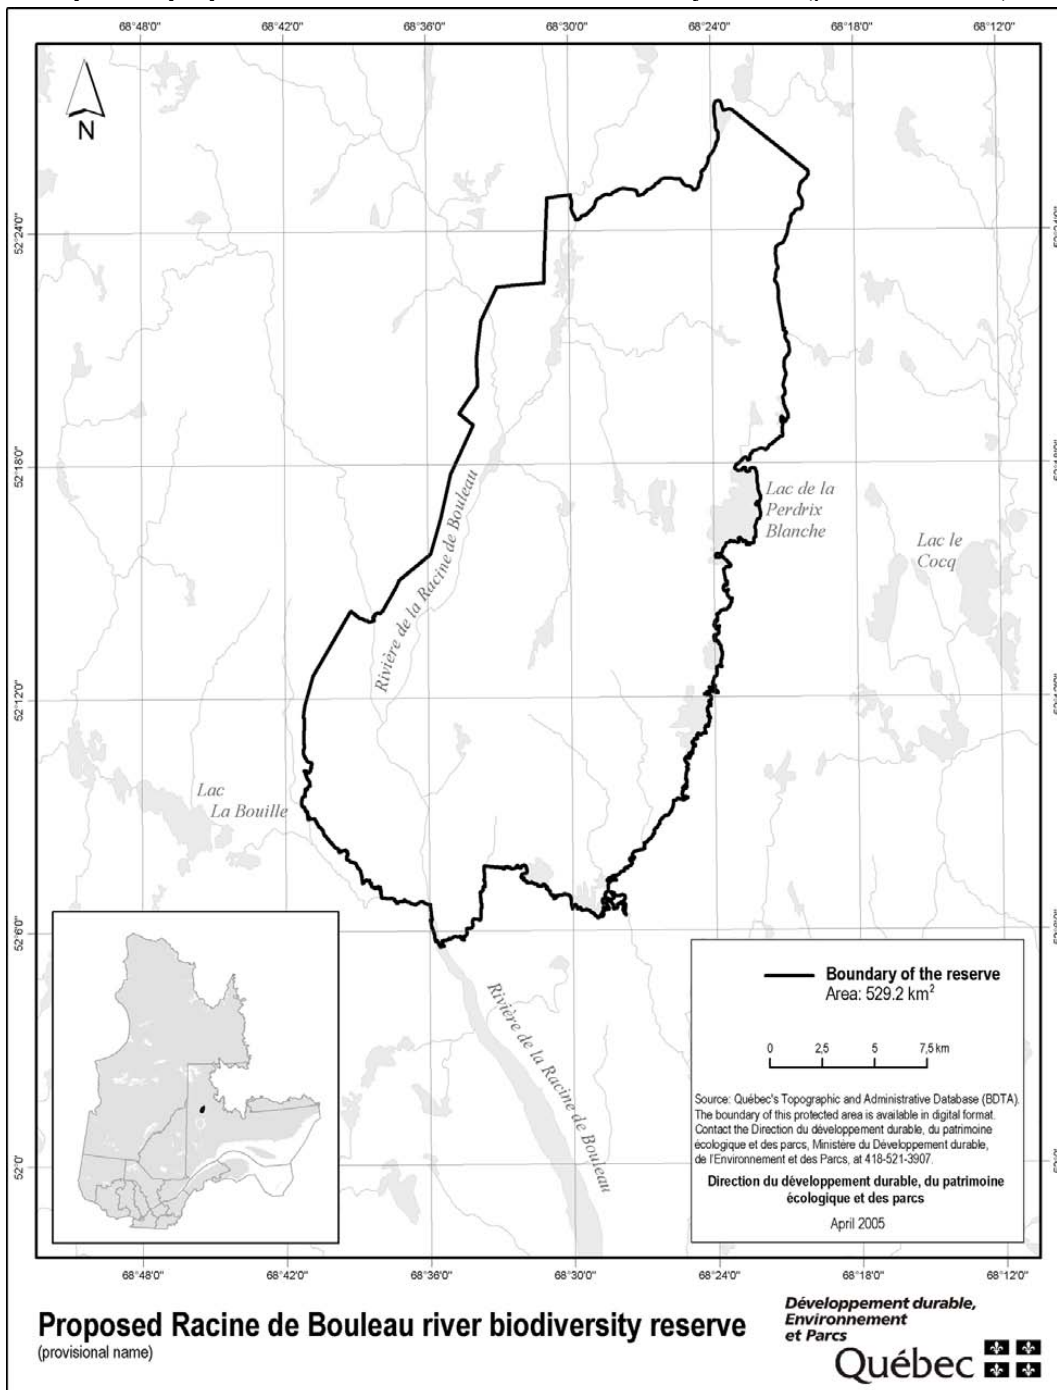 68°48'0" 68°42'0" 68°36'0" 68°30'0" 68°24'0" 68°18'0" 68°12'0"
N
52°24'0"
52°18'0"
52°12'0"
52°6'0"
52°0'
Rivière de la Racine de Bouleau
Lac de la
Perdrix
Blanche
Lac le
Cocq
Lac
La Bouille
Rivière de la Racine de Bouleau
Boundary of the reserve
Area: 529.2 km²
0 2,5 5 7,5 km
Source: Québec's Topographic and Administrative Database (BDTA).
The boundary of this protected area is available in digital format.
Contact the Direction du développement durable, du patrimoine
écologique et des parcs, Ministère du Développement durable,
de l'Environnement et des Parcs, at 418-521-3907.
Direction du développement durable, du patrimoine
écologique et des parcs
April 2005
68°48'0" 68°42'0" 68°36'0" 68°30'0" 68°24'0" 68°18'0" 68°12'0"
Proposed Racine de Bouleau river biodiversity reserve
(provisional name)
Développement durable,
Environnement
et Parcs
Québec